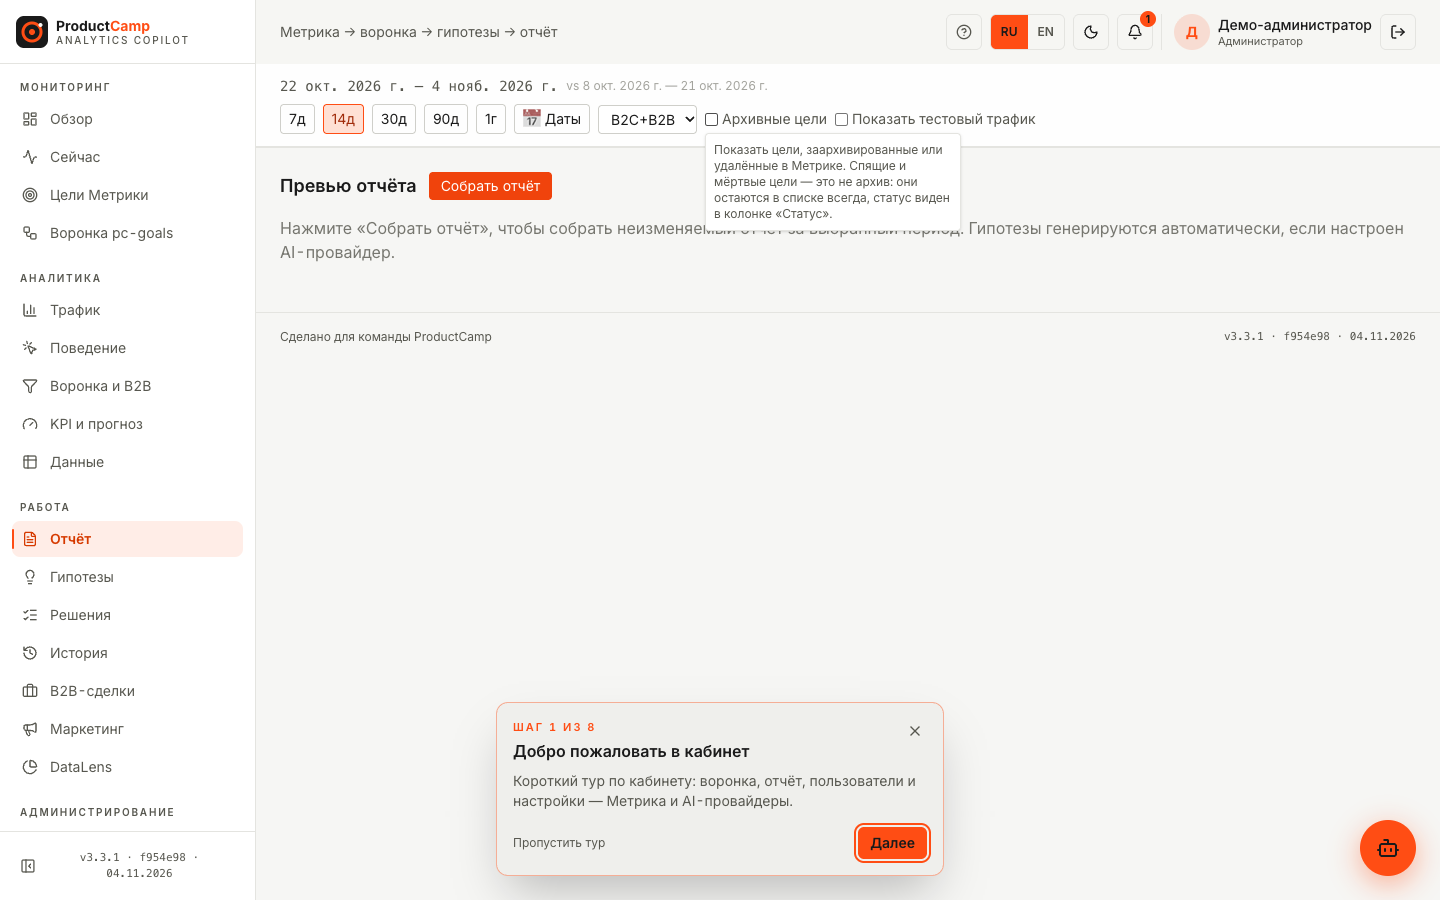 ProductCamp
ANALYTICS COPILOT
МОНИТОРИНГ
Обзор
Сейчас
Цели Метрики
Воронка pc-goals
АНАЛИТИКА
Трафик
Поведение
Воронка и B2B
KPI и прогноз
Данные
РАБОТА
Отчёт
Гипотезы
Решения
История
B2B-сделки
Маркетинг
DataLens
АДМИНИСТРИРОВАНИЕ
v3.3.1 · f954e98 ·
04.11.2026
Метрика → воронка → гипотезы → отчёт
RU EN
1
Д
Демо-администратор
Администратор
22 окт. 2026 г. — 4 нояб. 2026 г. vs 8 окт. 2026 г. — 21 окт. 2026 г.
7д 14д 30д 90д 1г 📅 Даты B2C+B2B Архивные цели Показать тестовый трафик
Показать цели, заархивированные или
удалённые в Метрике. Спящие и
мёртвые цели — это не архив: они
остаются в списке всегда, статус виден
в колонке «Статус».
Превью отчёта Собрать отчёт
Нажмите «Собрать отчёт», чтобы собрать неизменяемый отчёт за выбранный период. Гипотезы генерируются автоматически, если настроен
AI-провайдер.
Сделано для команды ProductCamp
v3.3.1 · f954e98 · 04.11.2026
ШАГ 1 ИЗ 8
Добро пожаловать в кабинет
Короткий тур по кабинету: воронка, отчёт, пользователи и
настройки — Метрика и AI-провайдеры.
Пропустить тур Далее